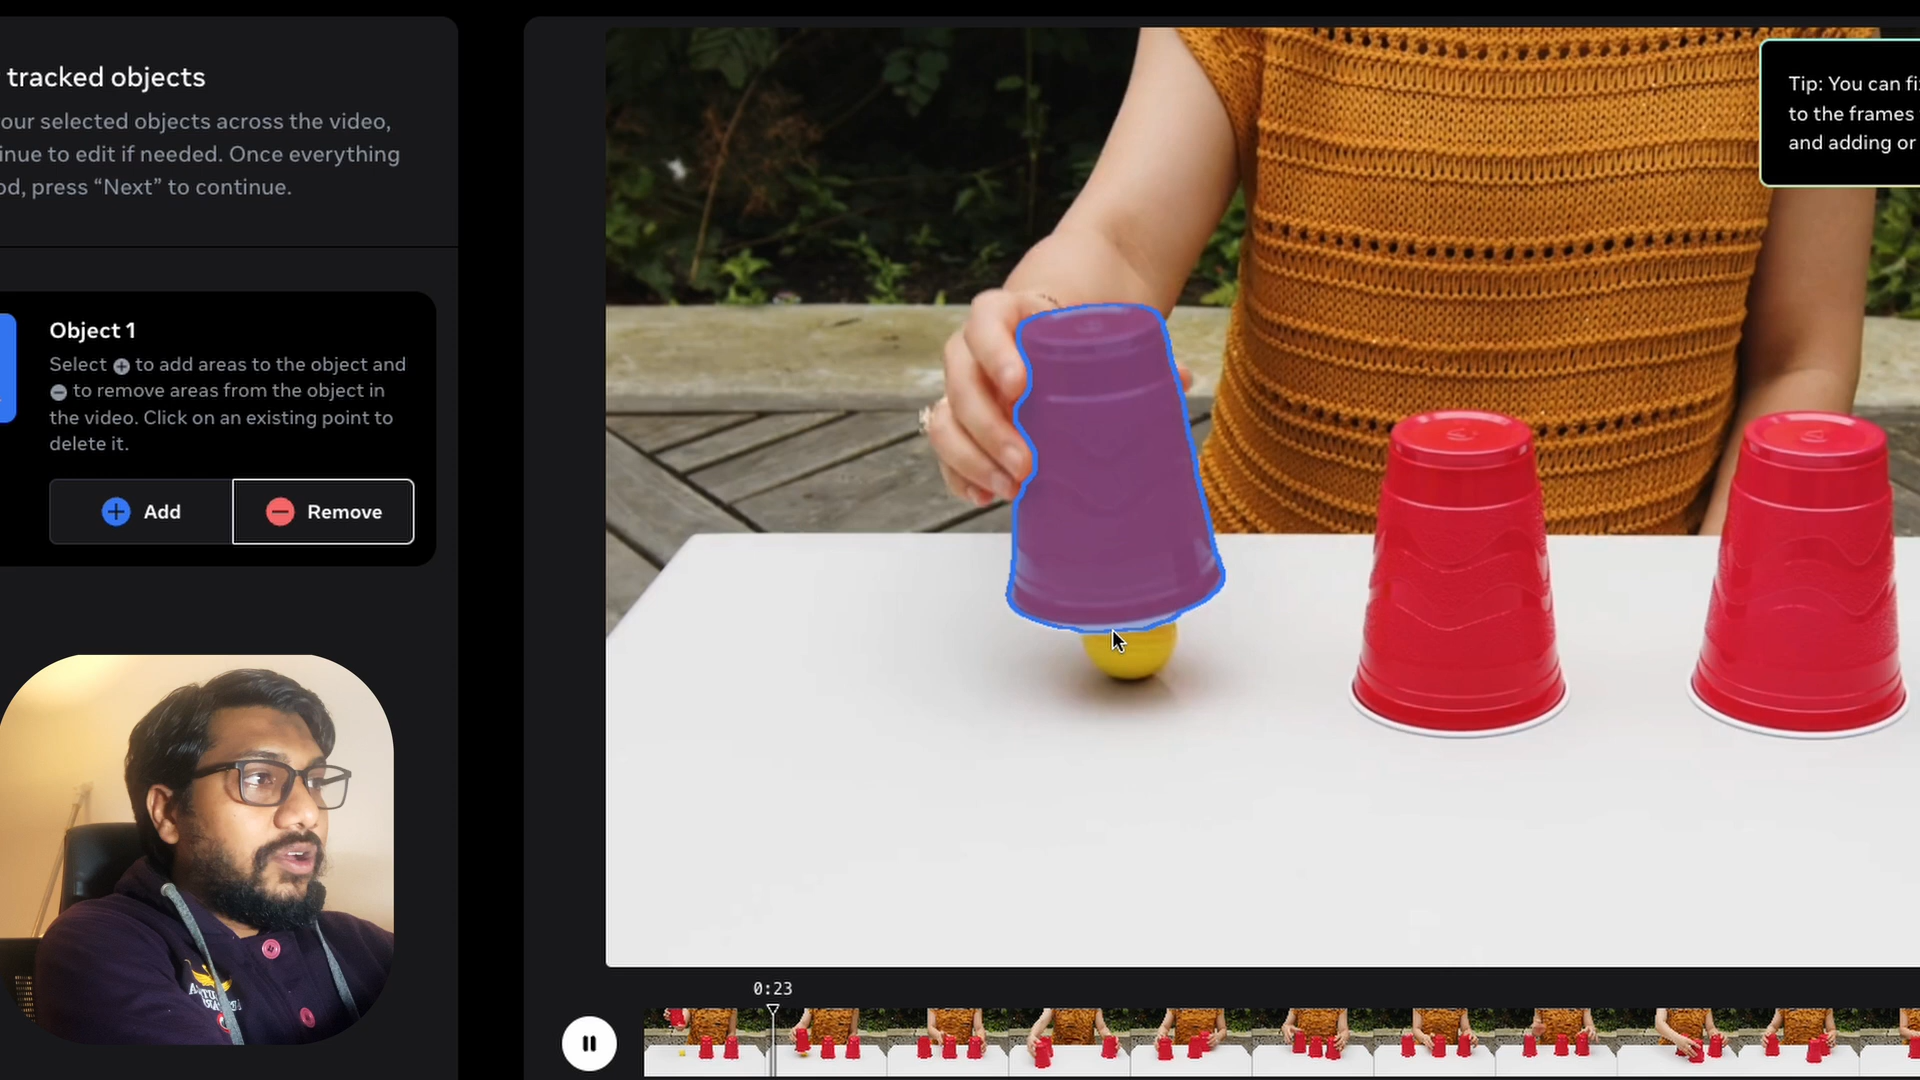 tracked objects
our selected objects across the video,
inue to edit if needed. Once everything
od, press “Next” to continue.
Object 1
Select to add areas to the object and
to remove areas from the object in
the video. Click on an existing point to
delete it.
Add
Remove
Tip: You can fi
to the frames
and adding or
0:23